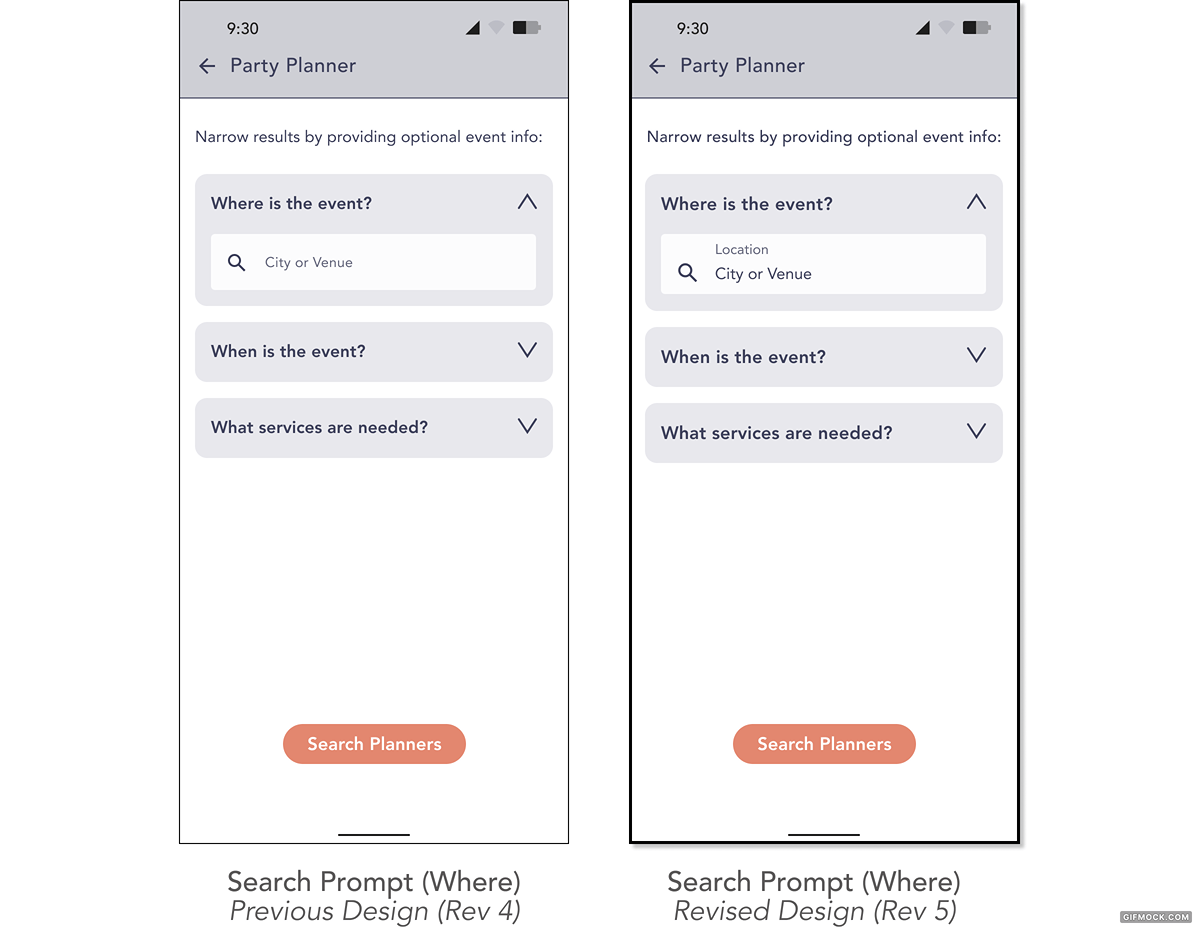 9:30
Party Planner
Narrow results by providing optional event info:
Where is the event?
City or Venue
When is the event?
What services are needed?
Search Planners
Search Prompt (Where)
Previous Design (Rev 4)
9:30
Party Planner
Narrow results by providing optional event info:
Where is the event?
Location
City or Venue
When is the event?
What services are needed?
Search Planners
Search Prompt (Where)
Revised Design (Rev 5)
GIFMOCK.COM